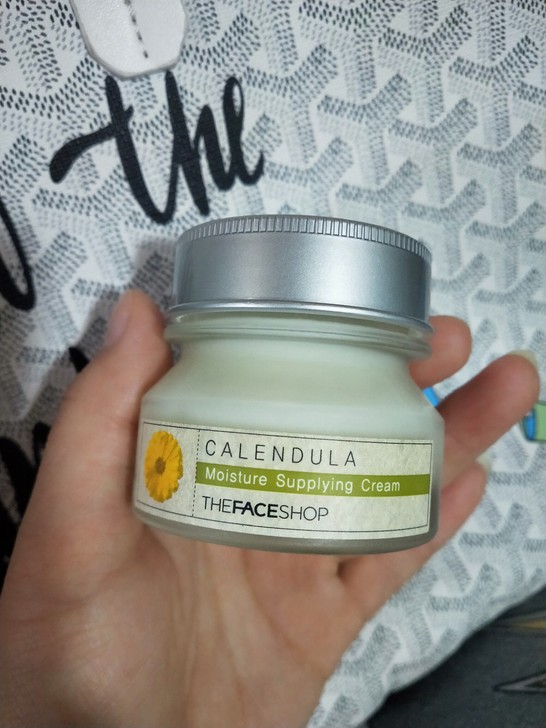 the
CALENDULA
Moisture Supplying Cream
THEFACESHOP